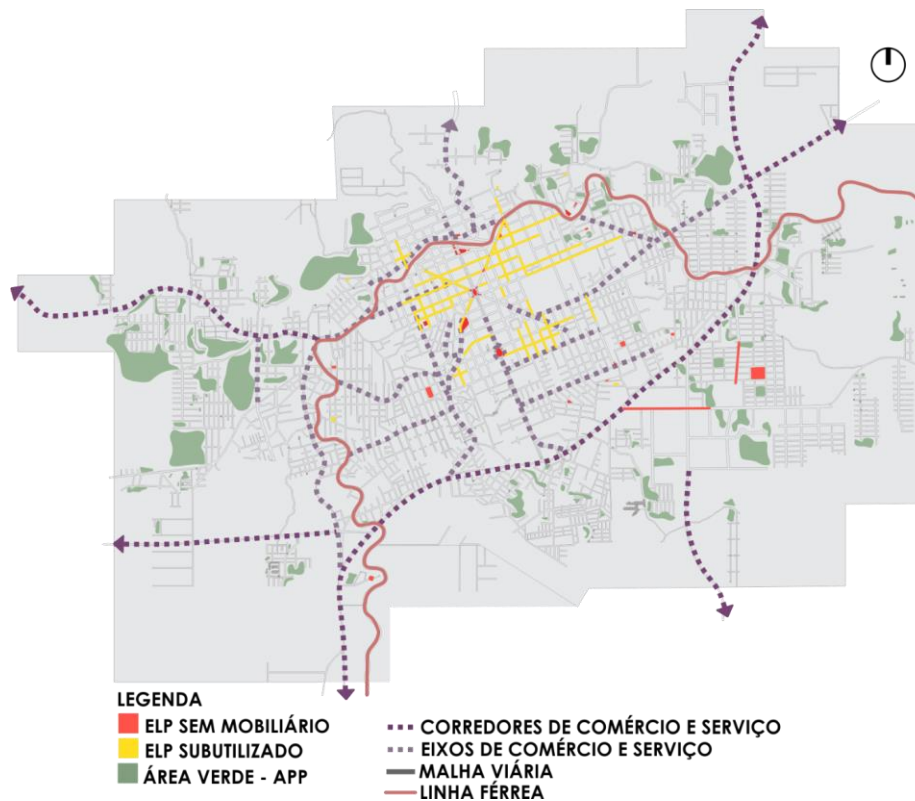 LEGENDA
ELP SEM MOBILIÁRIO
ELP SUBUTILIZADO
ÁREA VERDE - APP
CORREDORES DE COMÉRCIO E SERVIÇO
EIXOS DE COMÉRCIO E SERVIÇO
MALHA VIÁRIA
LINHA FÉRREA